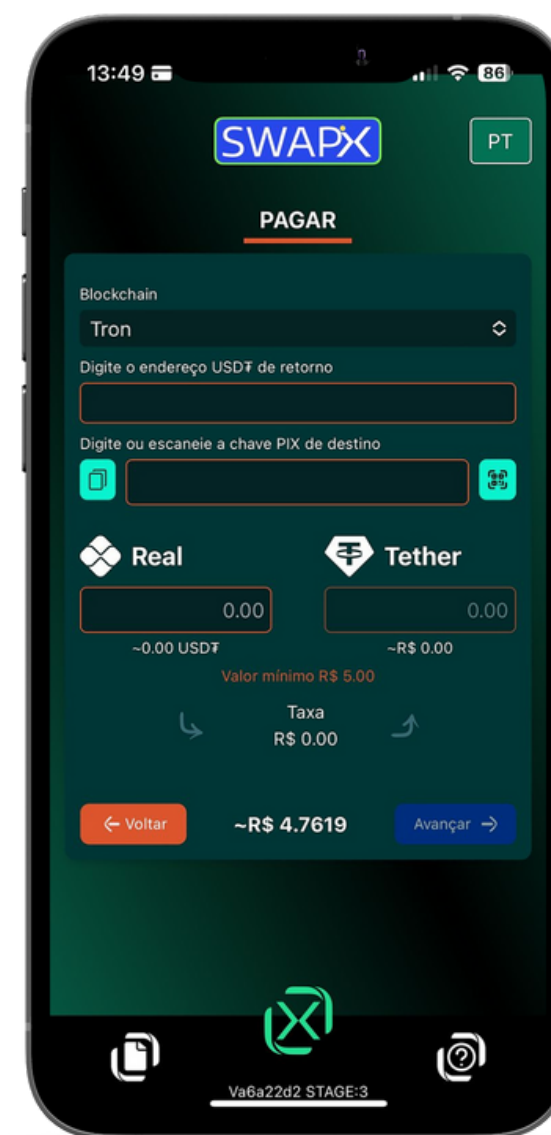 13:49 86
SWAPX PT
PAGAR
Blockchain
Tron
Digite o endereço USD₮ de retorno
Digite ou escaneie a chave PIX de destino
Real Tether
0.00 0.00
~0.00 USD₮ ~R$ 0.00
Valor mínimo R$ 5.00
Taxa
R$ 0.00
Voltar ~R$ 4.7619 Avançar
Va6a22d2 STAGE:3